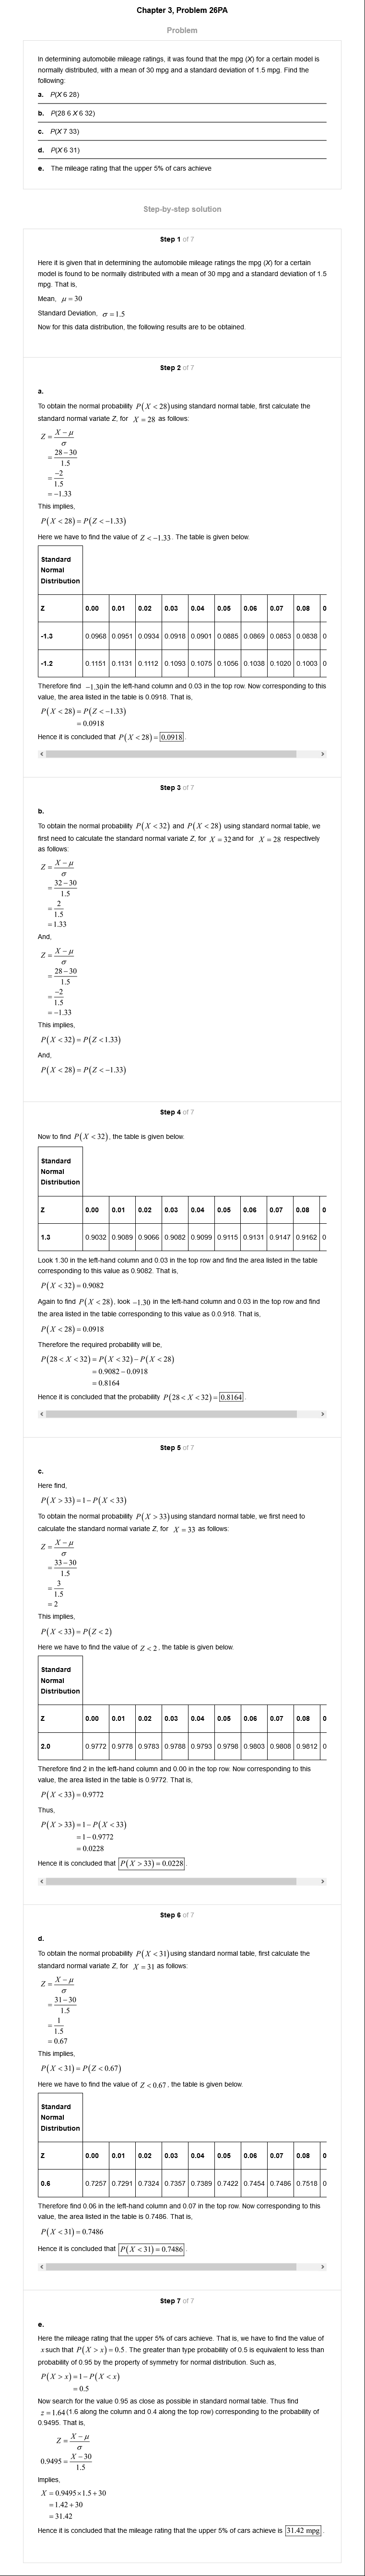 Chapter 3, Problem 26PA
Problem
In determining automobile mileage ratings, it was found that the mpg (X) for a certain model is
normally distributed, with a mean of 30 mpg and a standard deviation of 1.5 mpg. Find the
following:
a. P(X 6 28)
b. P(28 6 X 6 32)
c. P(X 7 33)
d. P(X 6 31)
e. The mileage rating that the upper 5% of cars achieve
Step-by-step solution
Step 1 of 7
Here it is given that in determining the automobile mileage ratings the mpg (X) for a certain
model is found to be normally distributed with a mean of 30 mpg and a standard deviation of 1.5
mpg. That is,
Mean, μ = 30
Standard Deviation, σ = 1.5
Now for this data distribution, the following results are to be obtained.
Step 2 of 7
a.
To obtain the normal probability P(X < 28) using standard normal table, first calculate the
standard normal variate Z, for X = 28 as follows:
Z = X − μ
σ
= 28 − 30
1.5
= −2
1.5
= −1.33
This implies,
P(X < 28) = P(Z < −1.33)
Here we have to find the value of Z < −1.33. The table is given below.
Standard
Normal
Distribution
Z 0.00 0.01 0.02 0.03 0.04 0.05 0.06 0.07 0.08 0
-1.3 0.0968 0.0951 0.0934 0.0918 0.0901 0.0885 0.0869 0.0853 0.0838 0
-1.2 0.1151 0.1131 0.1112 0.1093 0.1075 0.1056 0.1038 0.1020 0.1003 0
Therefore find −1.30 in the left-hand column and 0.03 in the top row. Now corresponding to this
value, the area listed in the table is 0.0918. That is,
P(X < 28) = P(Z < −1.33)
= 0.0918
Hence it is concluded that P(X < 28) = 0.0918.
Step 3 of 7
b.
To obtain the normal probability P(X < 32) and P(X < 28) using standard normal table, we
first need to calculate the standard normal variate Z, for X = 32 and for X = 28 respectively
as follows:
Z = X − μ
σ
= 32 − 30
1.5
= 2
1.5
= 1.33
And,
Z = X − μ
σ
= 28 − 30
1.5
= −2
1.5
= −1.33
This implies,
P(X < 32) = P(Z < 1.33)
And,
P(X < 28) = P(Z < −1.33)
Step 4 of 7
Now to find P(X < 32), the table is given below.
Standard
Normal
Distribution
Z 0.00 0.01 0.02 0.03 0.04 0.05 0.06 0.07 0.08 0
1.3 0.9032 0.9089 0.9066 0.9082 0.9099 0.9115 0.9131 0.9147 0.9162 0
Look 1.30 in the left-hand column and 0.03 in the top row and find the area listed in the table
corresponding to this value as 0.9082. That is,
P(X < 32) = 0.9082
Again to find P(X < 28), look −1.30 in the left-hand column and 0.03 in the top row and find
the area listed in the table corresponding to this value as 0.0.918. That is,
P(X < 28) = 0.0918
Therefore the required probability will be,
P(28 < X < 32) = P(X < 32) − P(X < 28)
= 0.9082 − 0.0918
= 0.8164
Hence it is concluded that the probability P(28 < X < 32) = 0.8164.
Step 5 of 7
c.
Here find,
P(X > 33) = 1 − P(X < 33)
To obtain the normal probability P(X > 33) using standard normal table, we first need to
calculate the standard normal variate Z, for X = 33 as follows:
Z = X − μ
σ
= 33 − 30
1.5
= 3
1.5
= 2
This implies,
P(X < 33) = P(Z < 2)
Here we have to find the value of Z < 2, the table is given below.
Standard
Normal
Distribution
Z 0.00 0.01 0.02 0.03 0.04 0.05 0.06 0.07 0.08 0
2.0 0.9772 0.9778 0.9783 0.9788 0.9793 0.9798 0.9803 0.9808 0.9812 0
Therefore find 2 in the left-hand column and 0.00 in the top row. Now corresponding to this
value, the area listed in the table is 0.9772. That is,
P(X < 33) = 0.9772
Thus,
P(X > 33) = 1 − P(X < 33)
= 1 − 0.9772
= 0.0228
Hence it is concluded that P(X > 33) = 0.0228.
Step 6 of 7
d.
To obtain the normal probability P(X < 31) using standard normal table, first calculate the
standard normal variate Z, for X = 31 as follows:
Z = X − μ
σ
= 31 − 30
1.5
= 1
1.5
= 0.67
This implies,
P(X < 31) = P(Z < 0.67)
Here we have to find the value of Z < 0.67, the table is given below.
Standard
Normal
Distribution
Z 0.00 0.01 0.02 0.03 0.04 0.05 0.06 0.07 0.08 0
0.6 0.7257 0.7291 0.7324 0.7357 0.7389 0.7422 0.7454 0.7486 0.7518 0
Therefore find 0.06 in the left-hand column and 0.07 in the top row. Now corresponding to this
value, the area listed in the table is 0.7486. That is,
P(X < 31) = 0.7486
Hence it is concluded that P(X < 31) = 0.7486.
Step 7 of 7
e.
Here the mileage rating that the upper 5% of cars achieve. That is, we have to find the value of
x such that P(X > x) = 0.5. The greater than type probability of 0.5 is equivalent to less than
probability of 0.95 by the property of symmetry for normal distribution. Such as,
P(X > x) = 1 − P(X < x)
= 0.5
Now search for the value 0.95 as close as possible in standard normal table. Thus find
z = 1.64 (1.6 along the column and 0.4 along the top row) corresponding to the probability of
0.9495. That is,
Z = X − μ
σ
0.9495 = X − 30
1.5
Implies,
X = 0.9495 × 1.5 + 30
= 1.42 + 30
= 31.42
Hence it is concluded that the mileage rating that the upper 5% of cars achieve is 31.42 mpg.